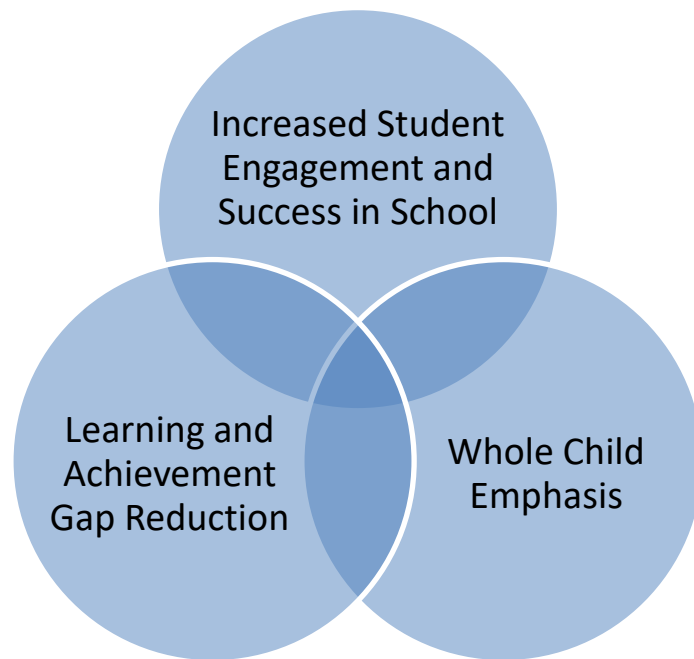 Increased Student
Engagement and
Success in School
Learning and
Achievement
Gap Reduction
Whole Child
Emphasis